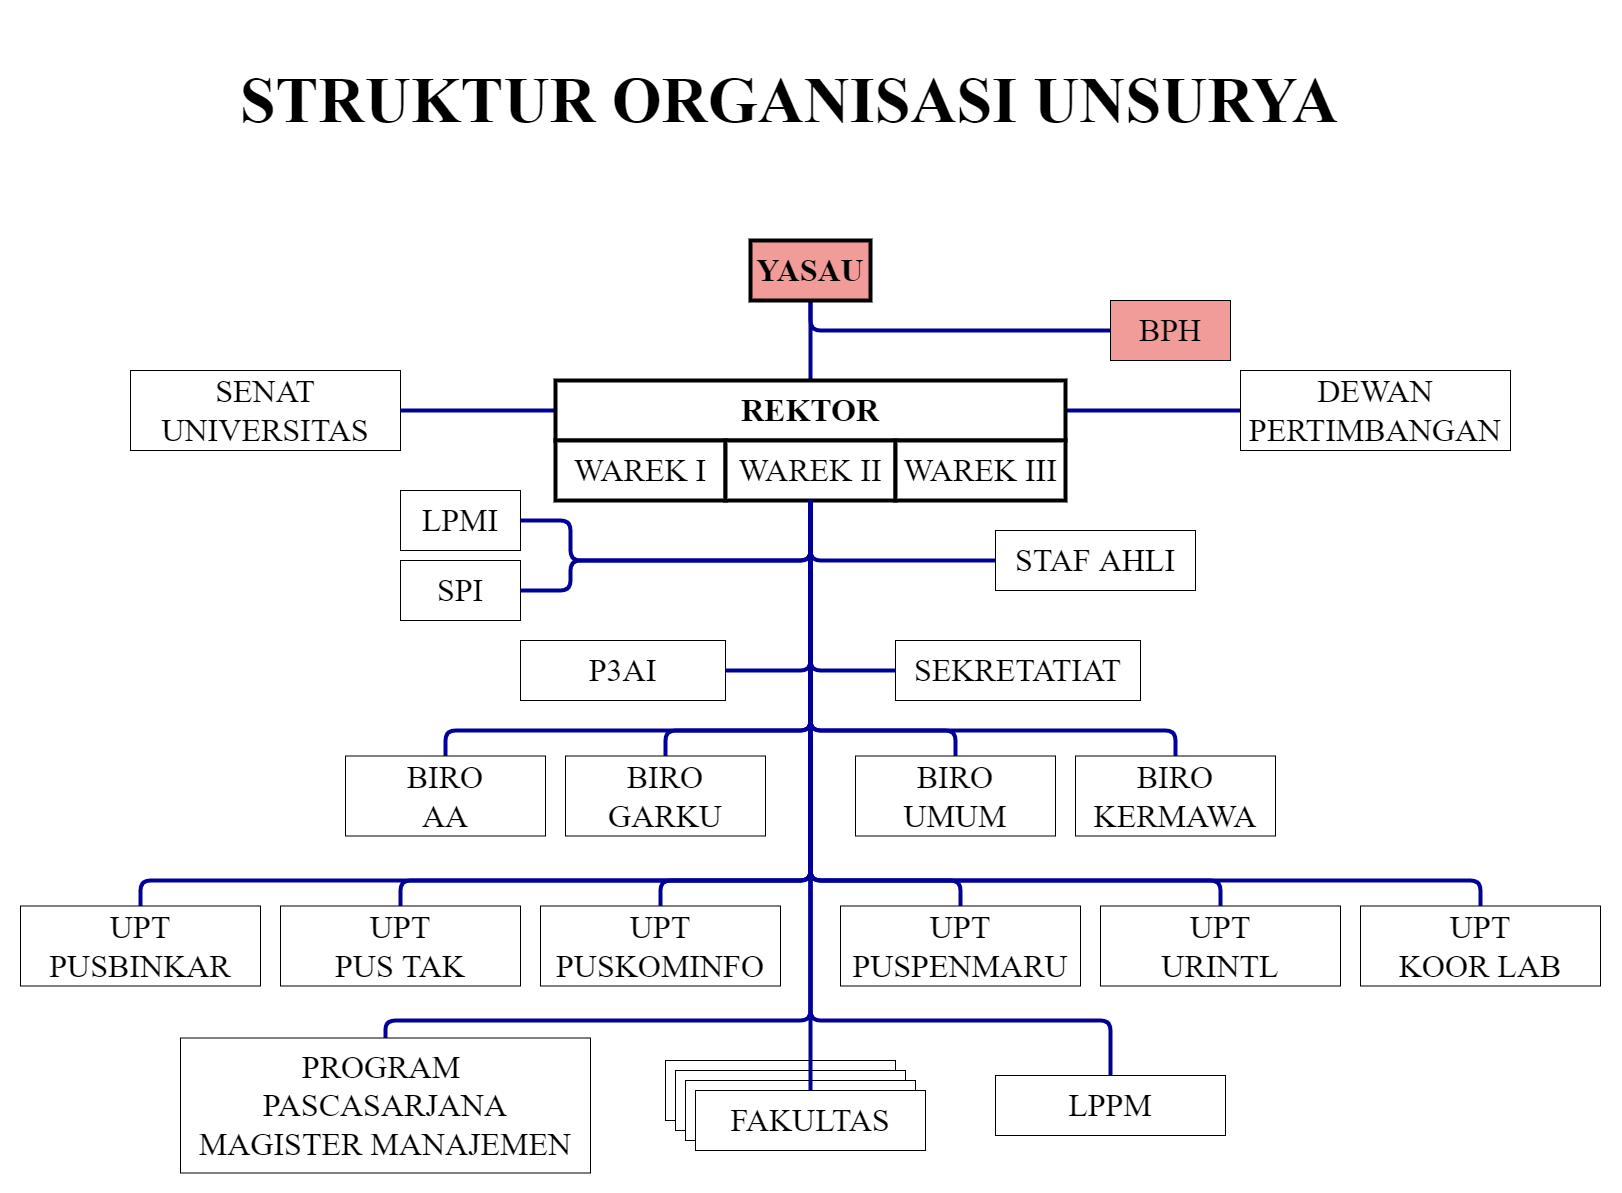 STRUKTUR ORGANISASI UNSURYA
YASAU
BPH
SENAT
UNIVERSITAS
REKTOR
DEWAN
PERTIMBANGAN
WAREK I
WAREK II
WAREK III
LPMI
SPI
STAF AHLI
P3AI
SEKRETATIAT
BIRO
AA
BIRO
GARKU
BIRO
UMUM
BIRO
KERMAWA
UPT
PUSBINKAR
UPT
PUS TAK
UPT
PUSKOMINFO
UPT
PUSPENMARU
UPT
URINTL
UPT
KOOR LAB
PROGRAM
PASCASARJANA
MAGISTER MANAJEMEN
FAKULTAS
LPPM